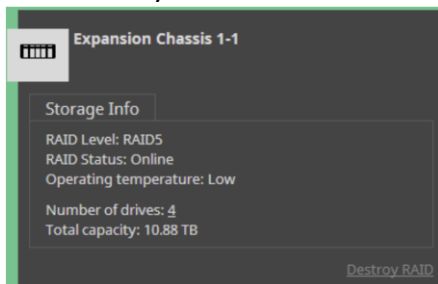 Expansion Chassis 1-1
Storage Info
RAID Level: RAID5
RAID Status: Online
Operating temperature: Low
Number of drives: 4
Total capacity: 10.88 TB
Destroy RAID